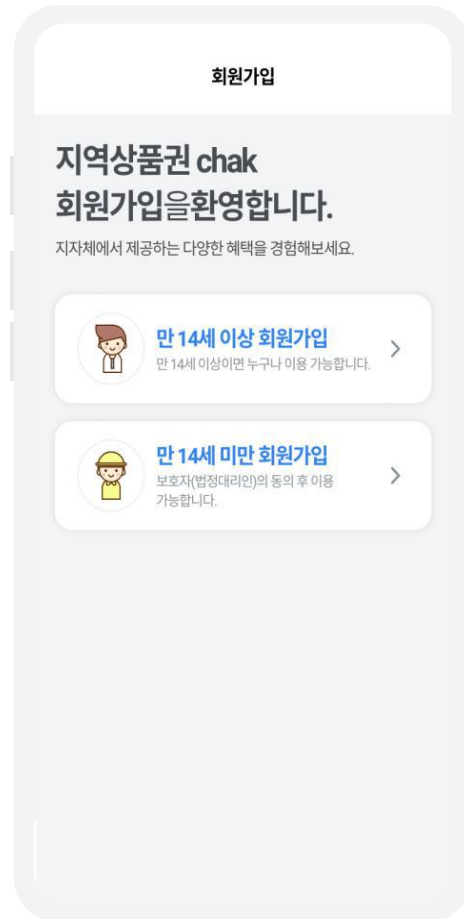 회원가입
지역상품권 chak
회원가입을환영합니다.
지자체에서 제공하는 다양한 혜택을 경험해보세요.
만 14세 이상 회원가입
만 14세 이상이면 누구나 이용 가능합니다.
만 14세 미만 회원가입
보호자(법정대리인)의 동의 후 이용
가능합니다.